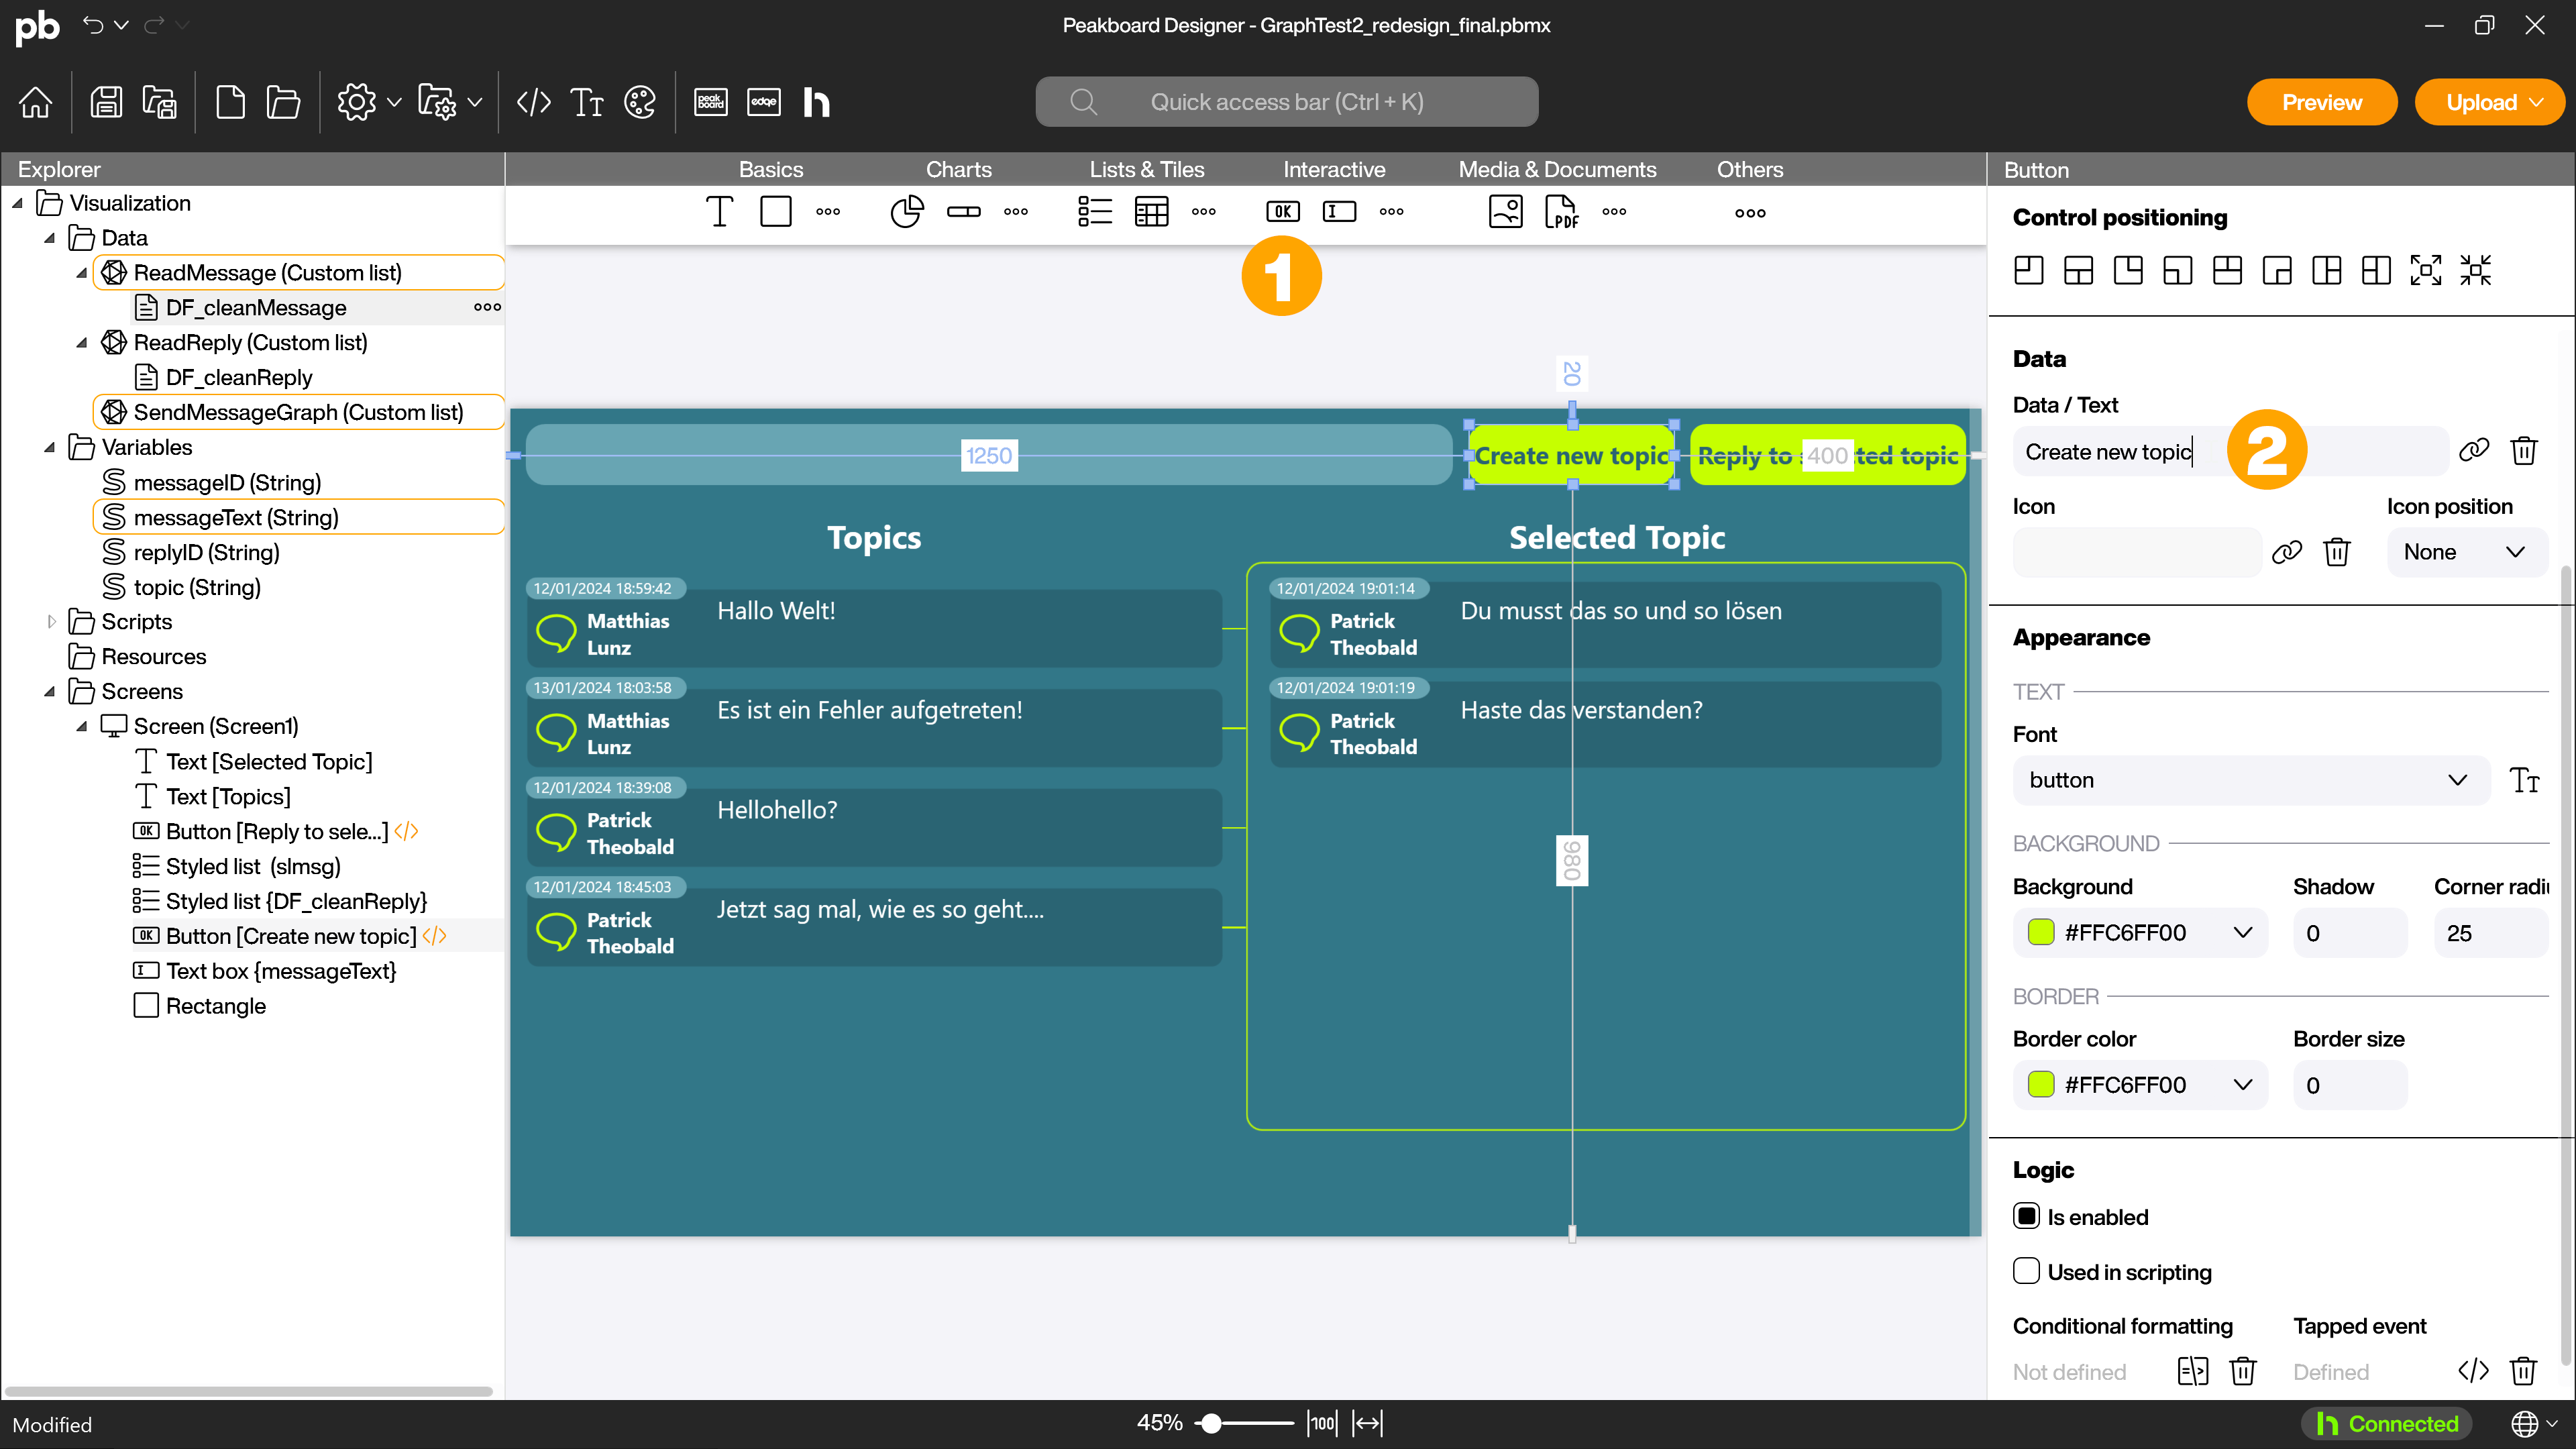 pb
Peakboard Designer - GraphTest2_redesign_final.pbmx
peak board
edge
h
Quick access bar (Ctrl + K)
Preview
Upload
Explorer
Basics
Charts
Lists & Tiles
Interactive
Media & Documents
Others
Button
OK
I
PDF
1
Visualization
Data
ReadMessage (Custom list)
DF_cleanMessage
ReadReply (Custom list)
DF_cleanReply
SendMessageGraph (Custom list)
Variables
messageID (String)
messageText (String)
replyID (String)
topic (String)
Scripts
Resources
Screens
Screen (Screen1)
Text [Selected Topic]
Text [Topics]
OK Button [Reply to sele...]
Styled list (slmsg)
Styled list {DF_cleanReply}
OK Button [Create new topic]
Text box {messageText}
Rectangle
20
1250
Create new topic
Reply to s
400
ted topic
Topics
Selected Topic
12/01/2024 18:59:42
Matthias
Lunz
Hallo Welt!
13/01/2024 18:03:58
Matthias
Lunz
Es ist ein Fehler aufgetreten!
12/01/2024 18:39:08
Patrick
Theobald
Hellohello?
12/01/2024 18:45:03
Patrick
Theobald
Jetzt sag mal, wie es so geht....
12/01/2024 19:01:14
Patrick
Theobald
Du musst das so und so lösen
12/01/2024 19:01:19
Patrick
Theobald
Haste das verstanden?
980
Control positioning
Data
Data / Text
Create new topic
2
Icon
Icon position
None
Appearance
TEXT
Font
button
BACKGROUND
Background
Shadow
Corner radi
#FFC6FF00
0
25
BORDER
Border color
Border size
#FFC6FF00
0
Logic
Is enabled
Used in scripting
Conditional formatting
Tapped event
Not defined
Defined
Modified
45%
100
Connected